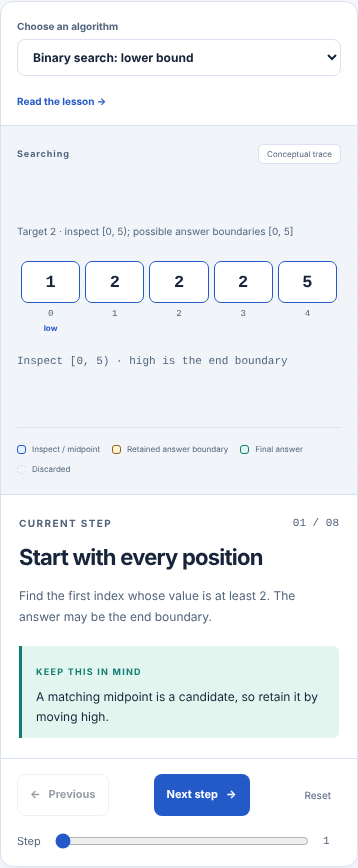 Choose an algorithm
Binary search: lower bound
Read the lesson →
Searching
Conceptual trace
Target 2 · inspect [0, 5); possible answer boundaries [0, 5]
1 2 2 2 5
0 1 2 3 4
low
Inspect [0, 5) · high is the end boundary
Inspect / midpoint Retained answer boundary Final answer
Discarded
CURRENT STEP 01 / 08
Start with every position
Find the first index whose value is at least 2. The
answer may be the end boundary.
KEEP THIS IN MIND
A matching midpoint is a candidate, so retain it by
moving high.
← Previous Next step → Reset
Step 1